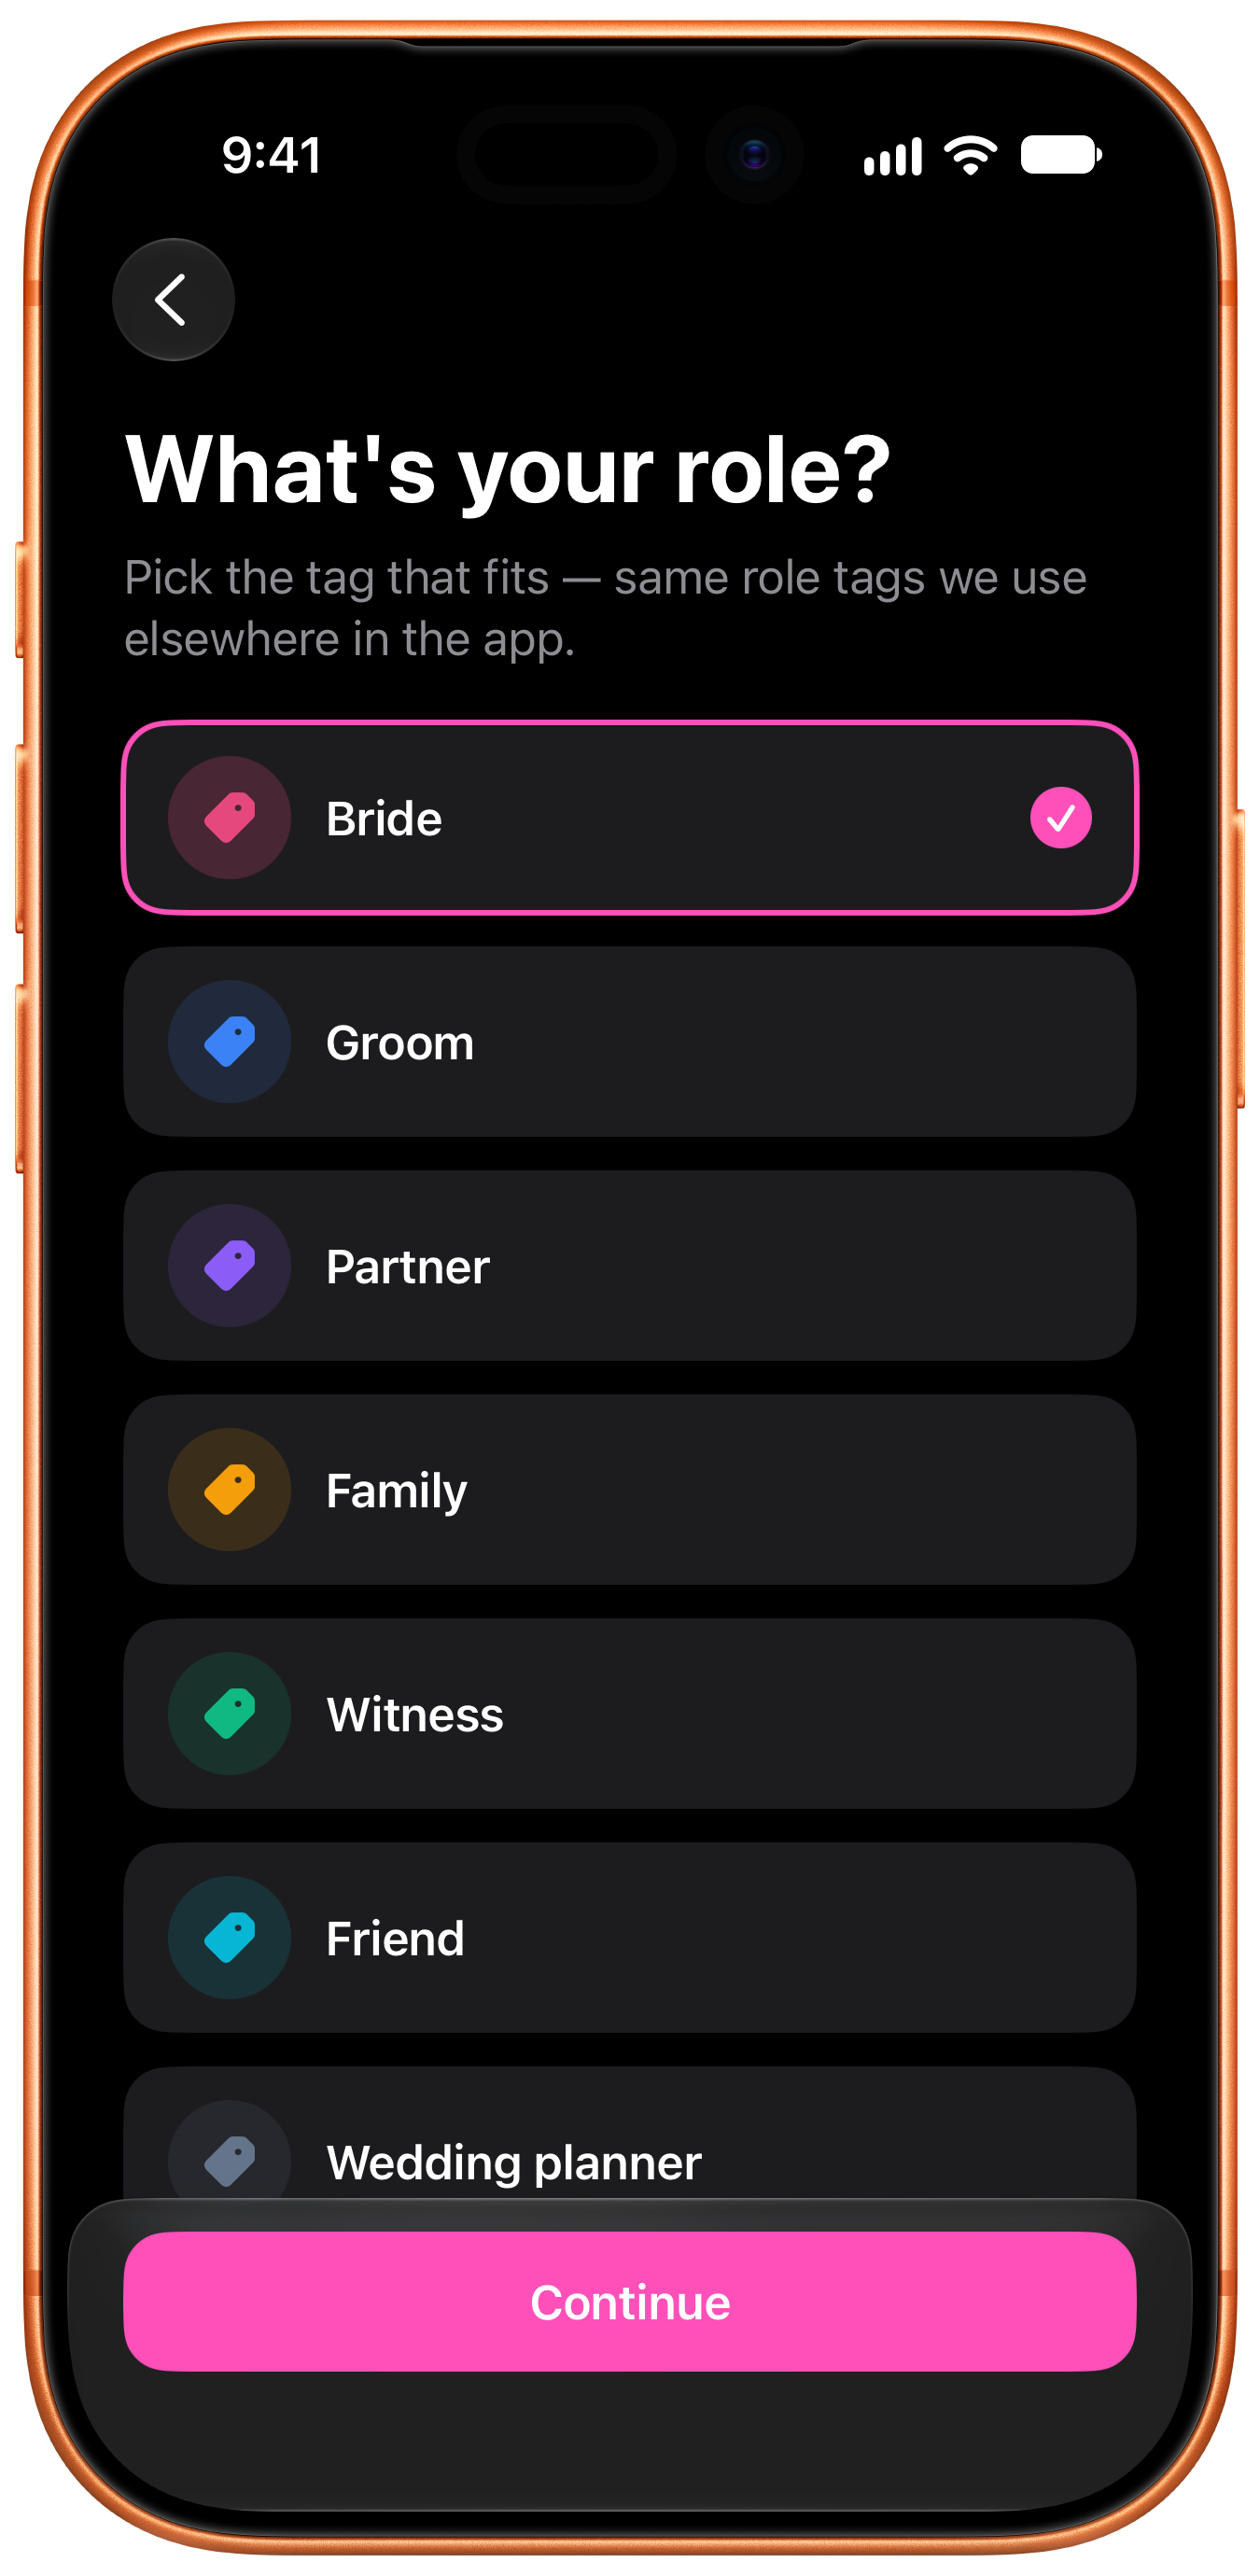 9:41
What's your role?
Pick the tag that fits — same role tags we use
elsewhere in the app.
Bride
Groom
Partner
Family
Witness
Friend
Wedding planner
Continue